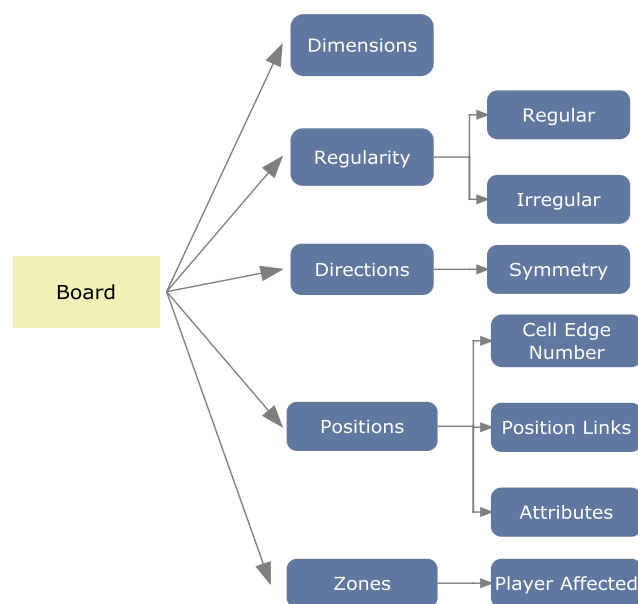 Board
Dimensions
Regularity
Regular
Irregular
Directions
Symmetry
Positions
Cell Edge
Number
Position Links
Attributes
Zones
Player Affected